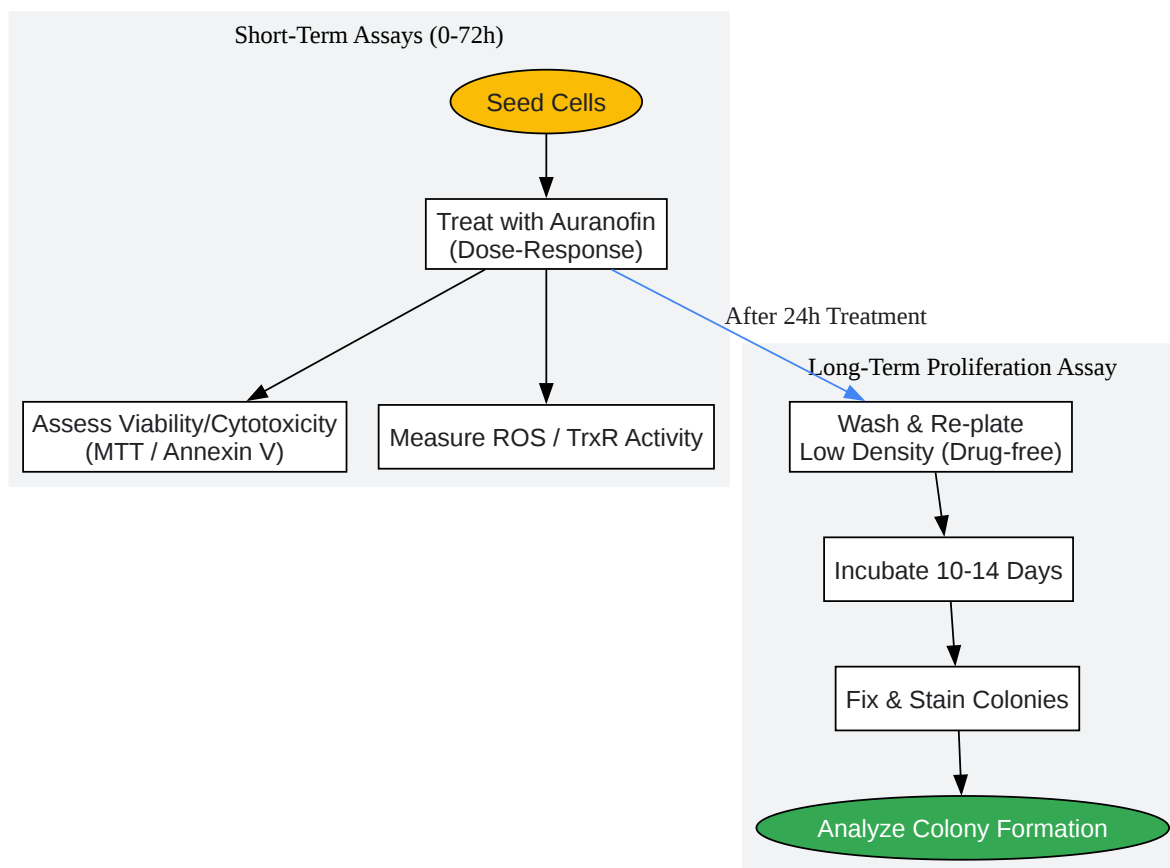 Short-Term Assays (0-72h)
Seed Cells
Treat with Auranofin
(Dose-Response)
After 24h Treatment
Assess Viability/Cytotoxicity
(MTT / Annexin V)
Measure ROS / TrxR Activity
Long-Term Proliferation Assay
Wash & Re-plate
Low Density (Drug-free)
Incubate 10-14 Days
Fix & Stain Colonies
Analyze Colony Formation